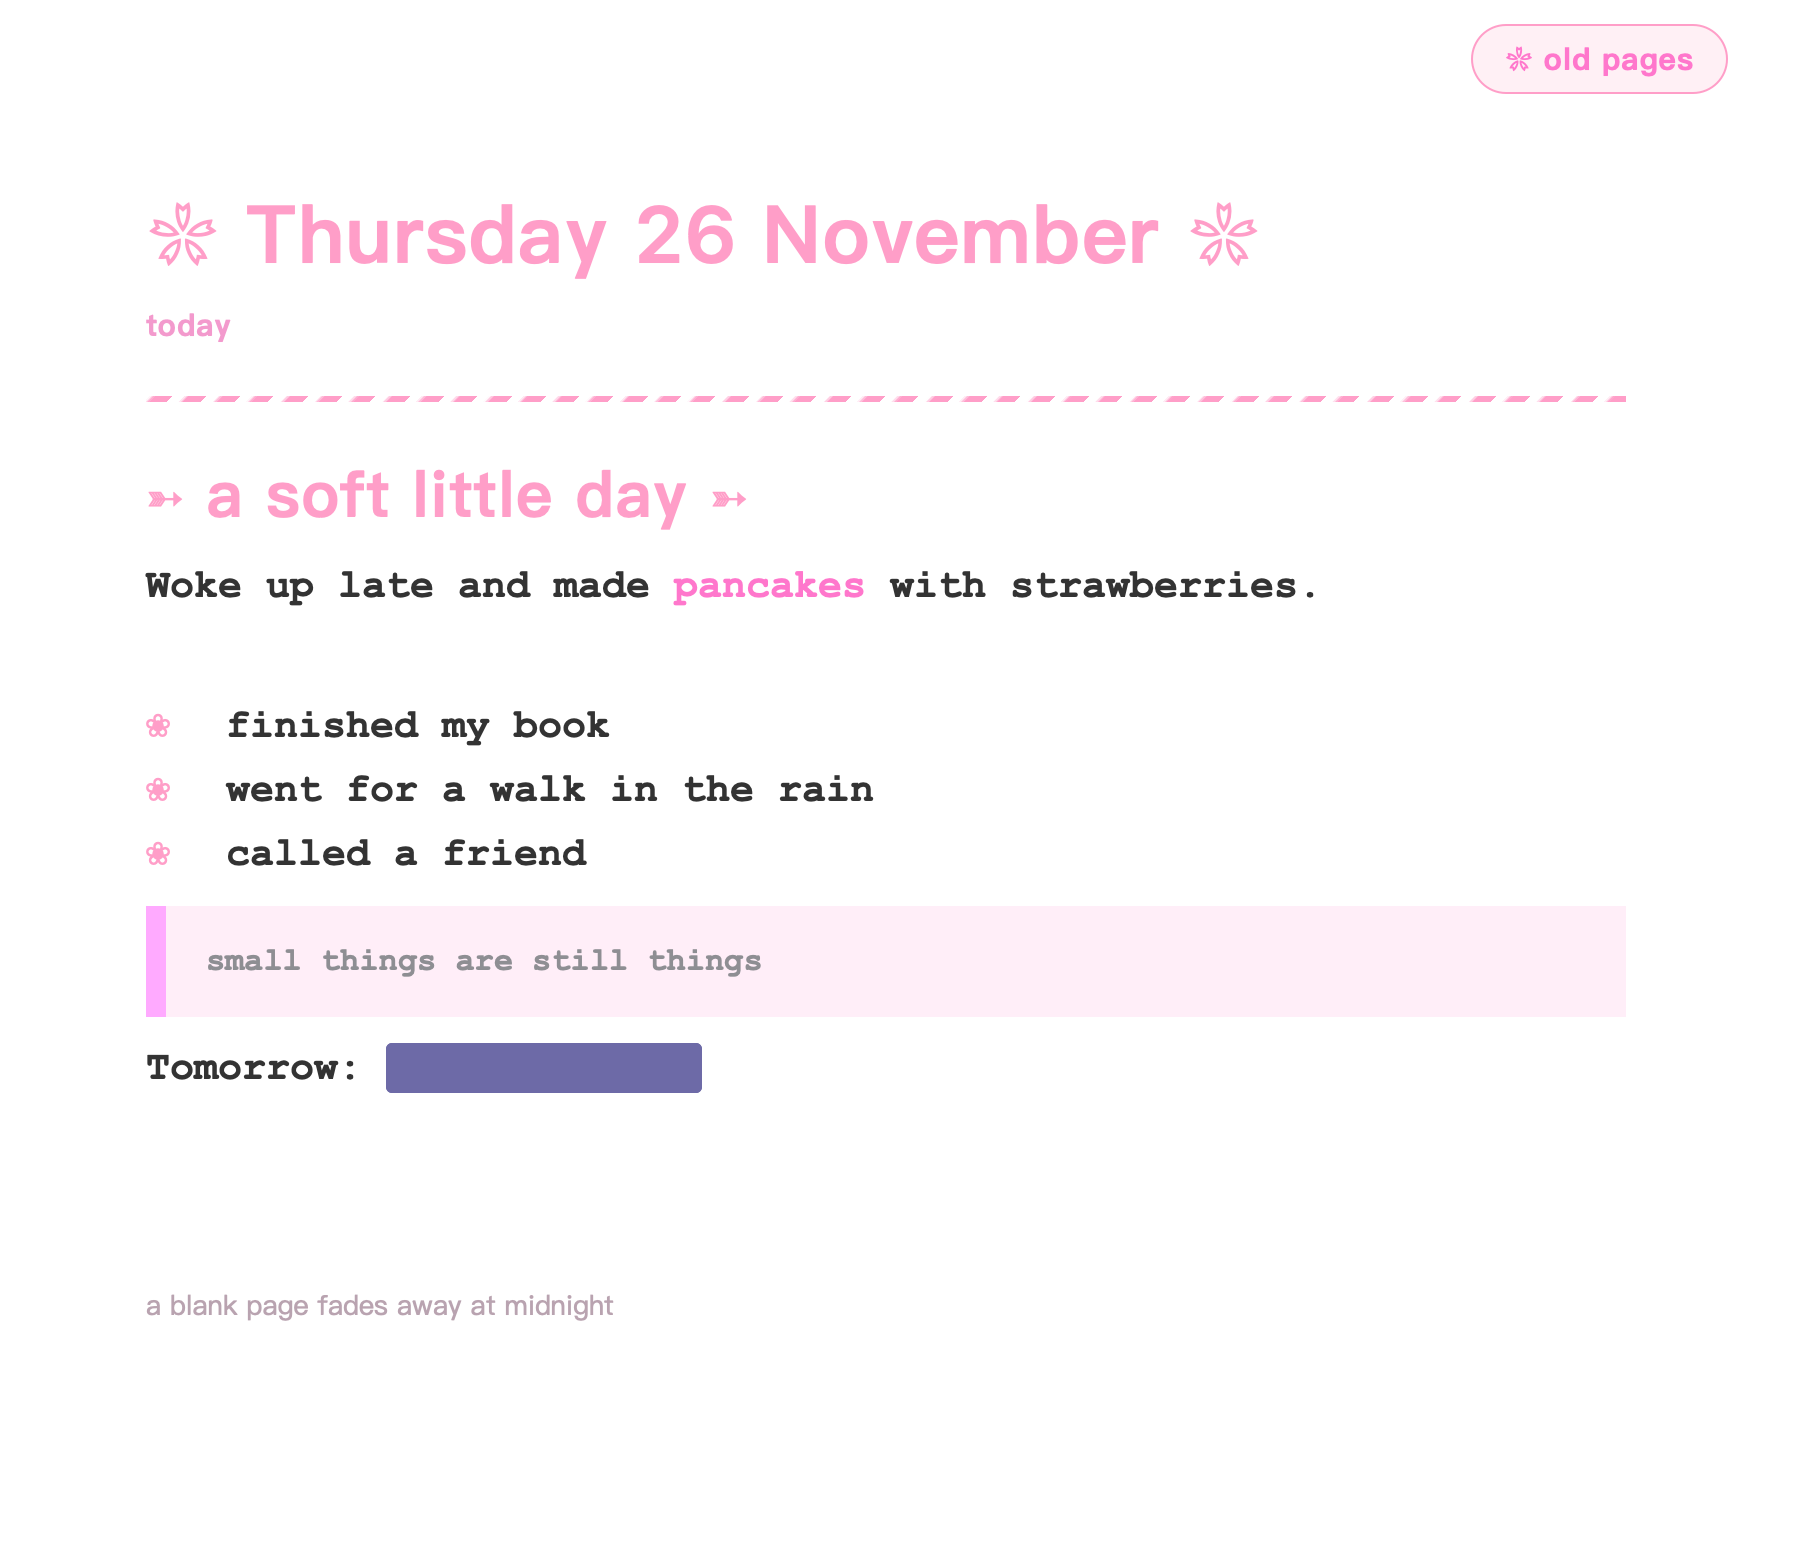 old pages
Thursday 26 November
today
a soft little day
Woke up late and made pancakes with strawberries.
finished my book
went for a walk in the rain
called a friend
small things are still things
Tomorrow:
a blank page fades away at midnight